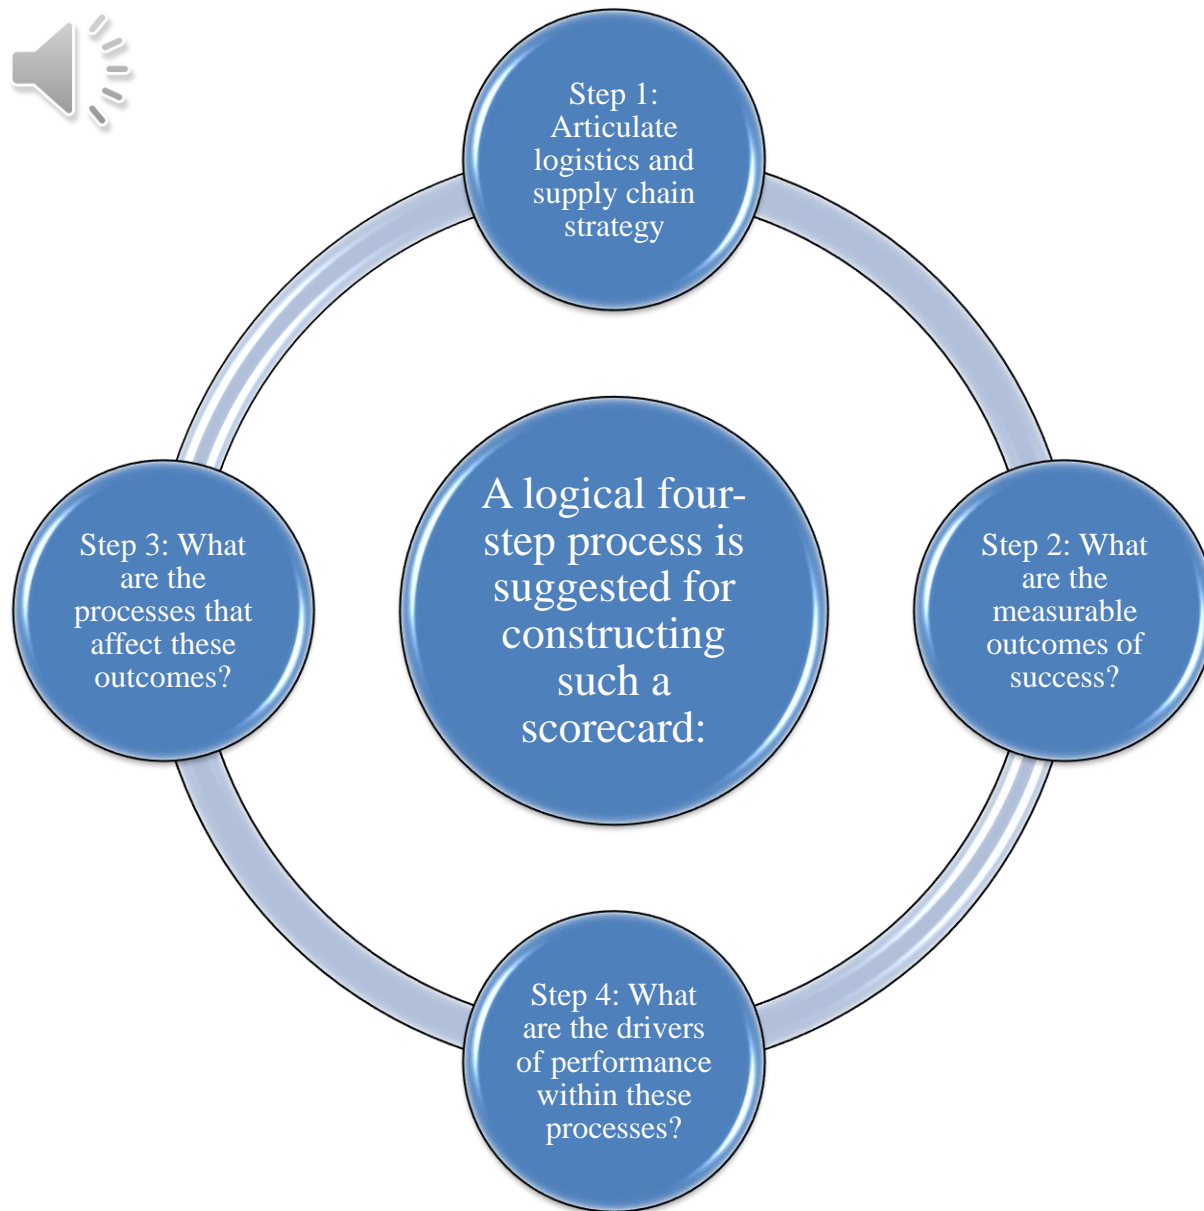 Step 1:
Articulate
logistics and
supply chain
strategy
A logical four-
step process is
suggested for
constructing
such a
scorecard:
Step 2: What
are the
measurable
outcomes of
success?
Step 3: What
are the
processes that
affect these
outcomes?
Step 4: What
are the drivers
of performance
within these
processes?